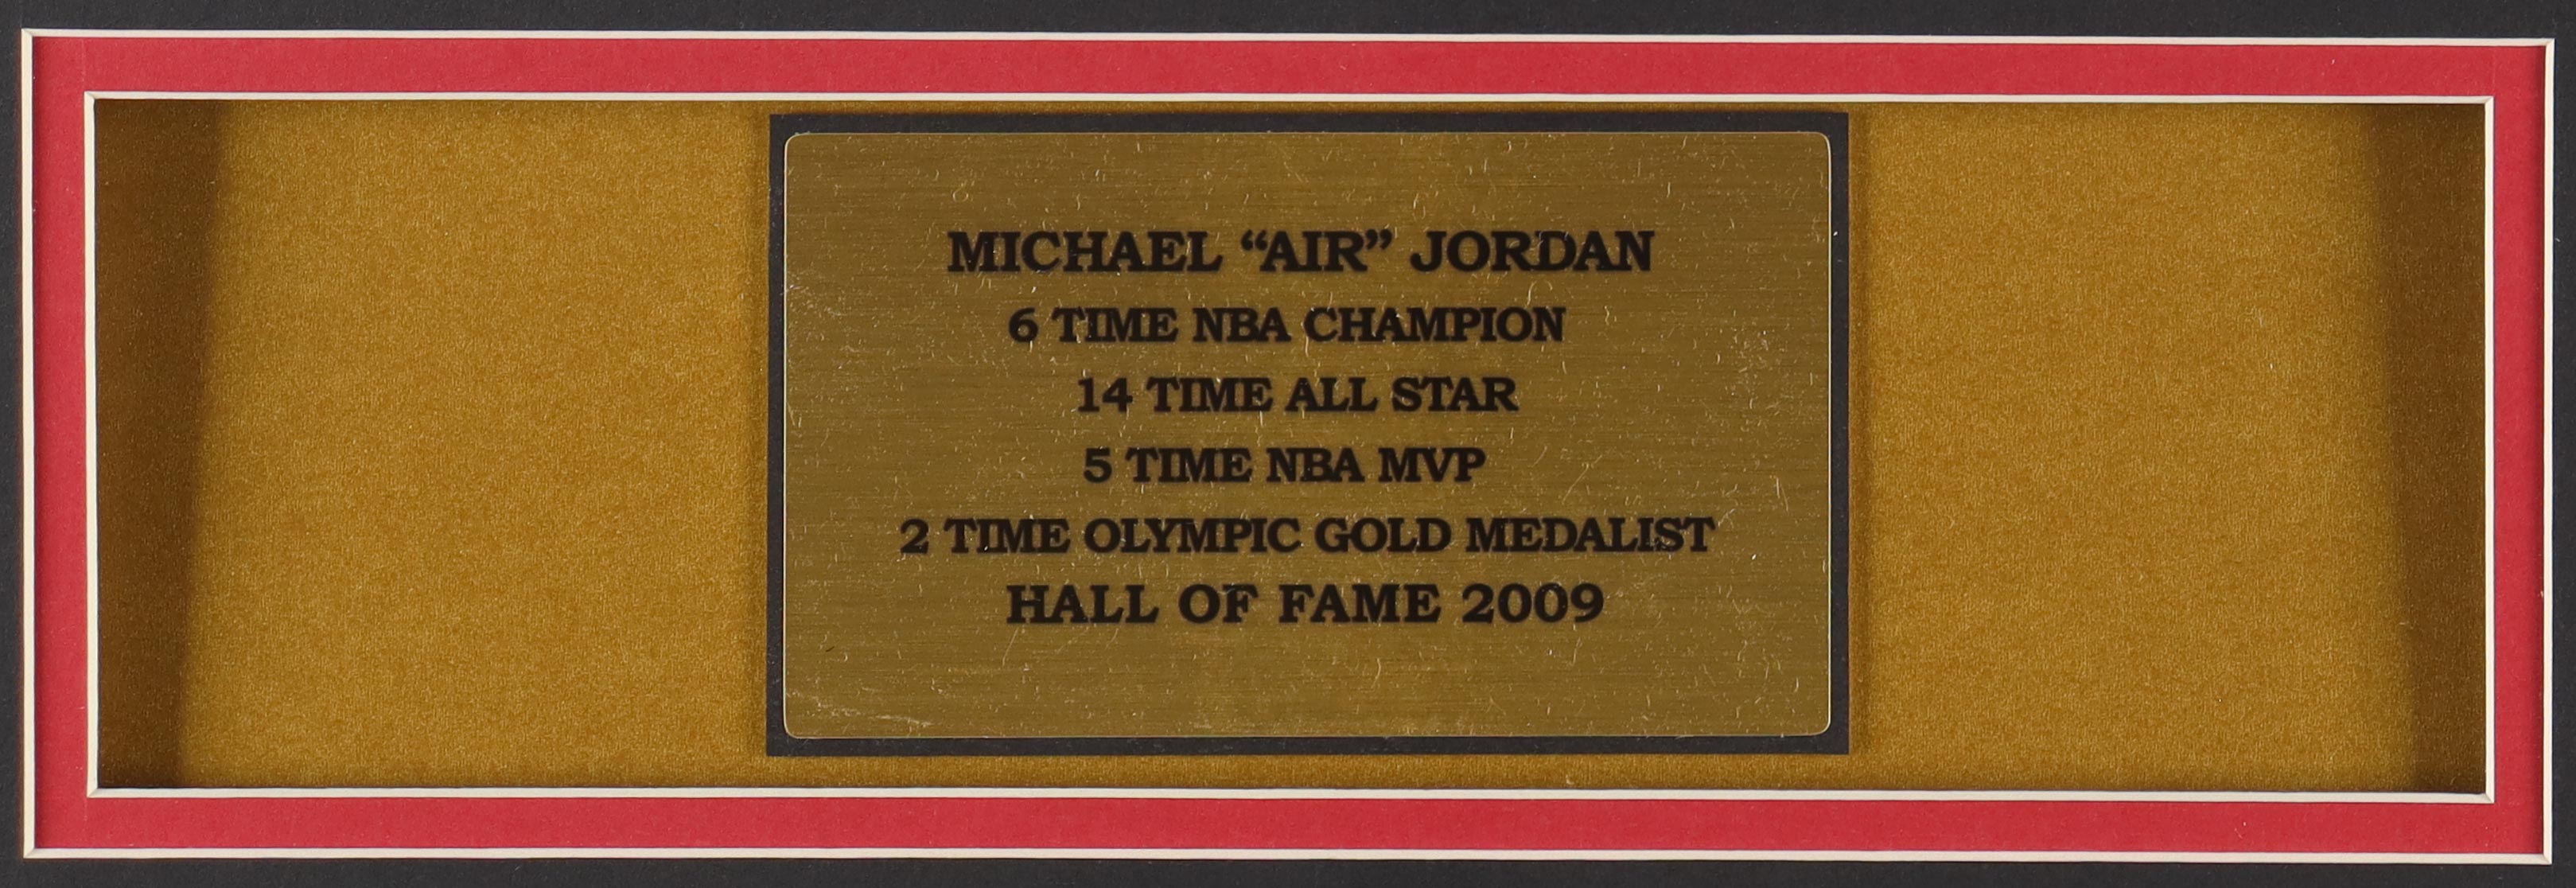 MICHAEL “AIR” JORDAN
6 TIME NBA CHAMPION
14 TIME ALL STAR
5 TIME NBA MVP
2 TIME OLYMPIC GOLD MEDALIST
HALL OF FAME 2009